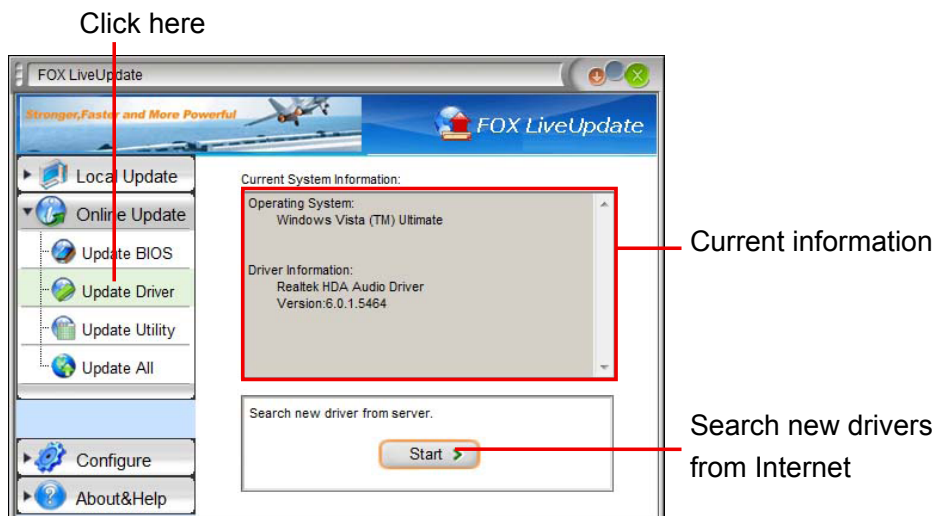 Click here
FOX LiveUpdate
Stronger,Faster and More Powerful
FOX LiveUpdate
Local Update
Online Update
Update BIOS
Update Driver
Update Utility
Update All
Configure
About&Help
Current System Information:
Operating System:
Windows Vista (TM) Ultimate
Driver Information:
Realtek HDA Audio Driver
Version:6.0.1.5464
Search new driver from server.
Start
Current information
Search new drivers
from Internet